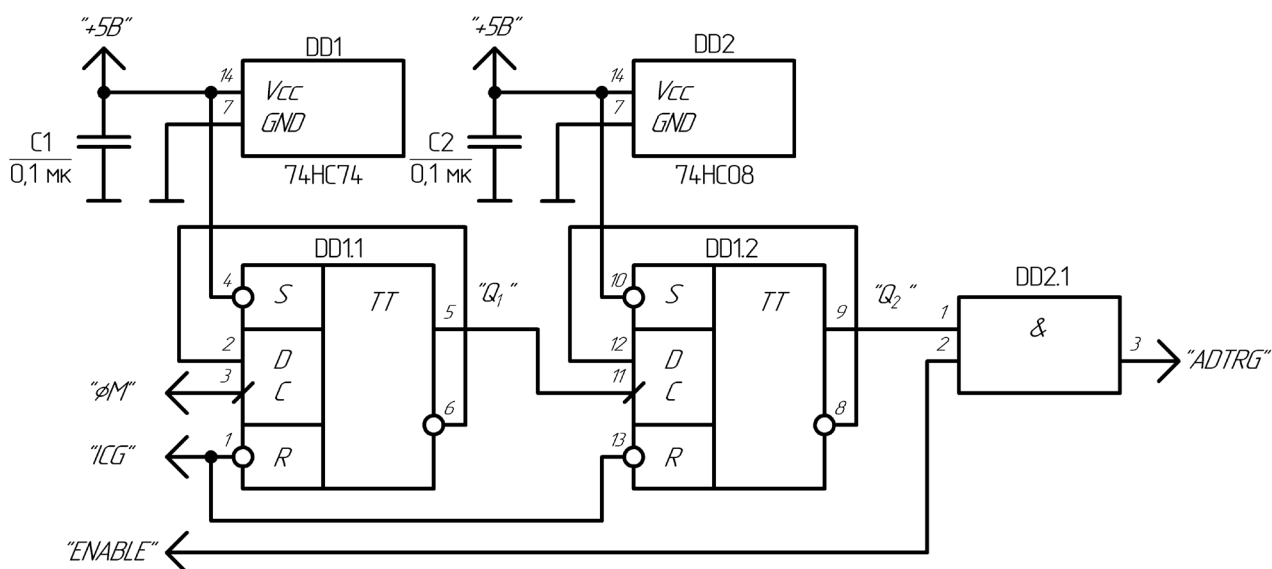 "+5В"
"+5В"
DD1
DD2
14
Vcc
7
GND
14
Vcc
7
GND
C1
0,1 мк
C2
0,1 мк
74HC74
74HC08
DD1.1
DD1.2
4
S
TT
5
"Q1"
2
D
3
C
6
1
R
10
S
TT
9
"Q2"
12
D
11
C
8
13
R
DD2.1
1
&
2
3
"ADTRG"
"φM"
"ICG"
"ENABLE"